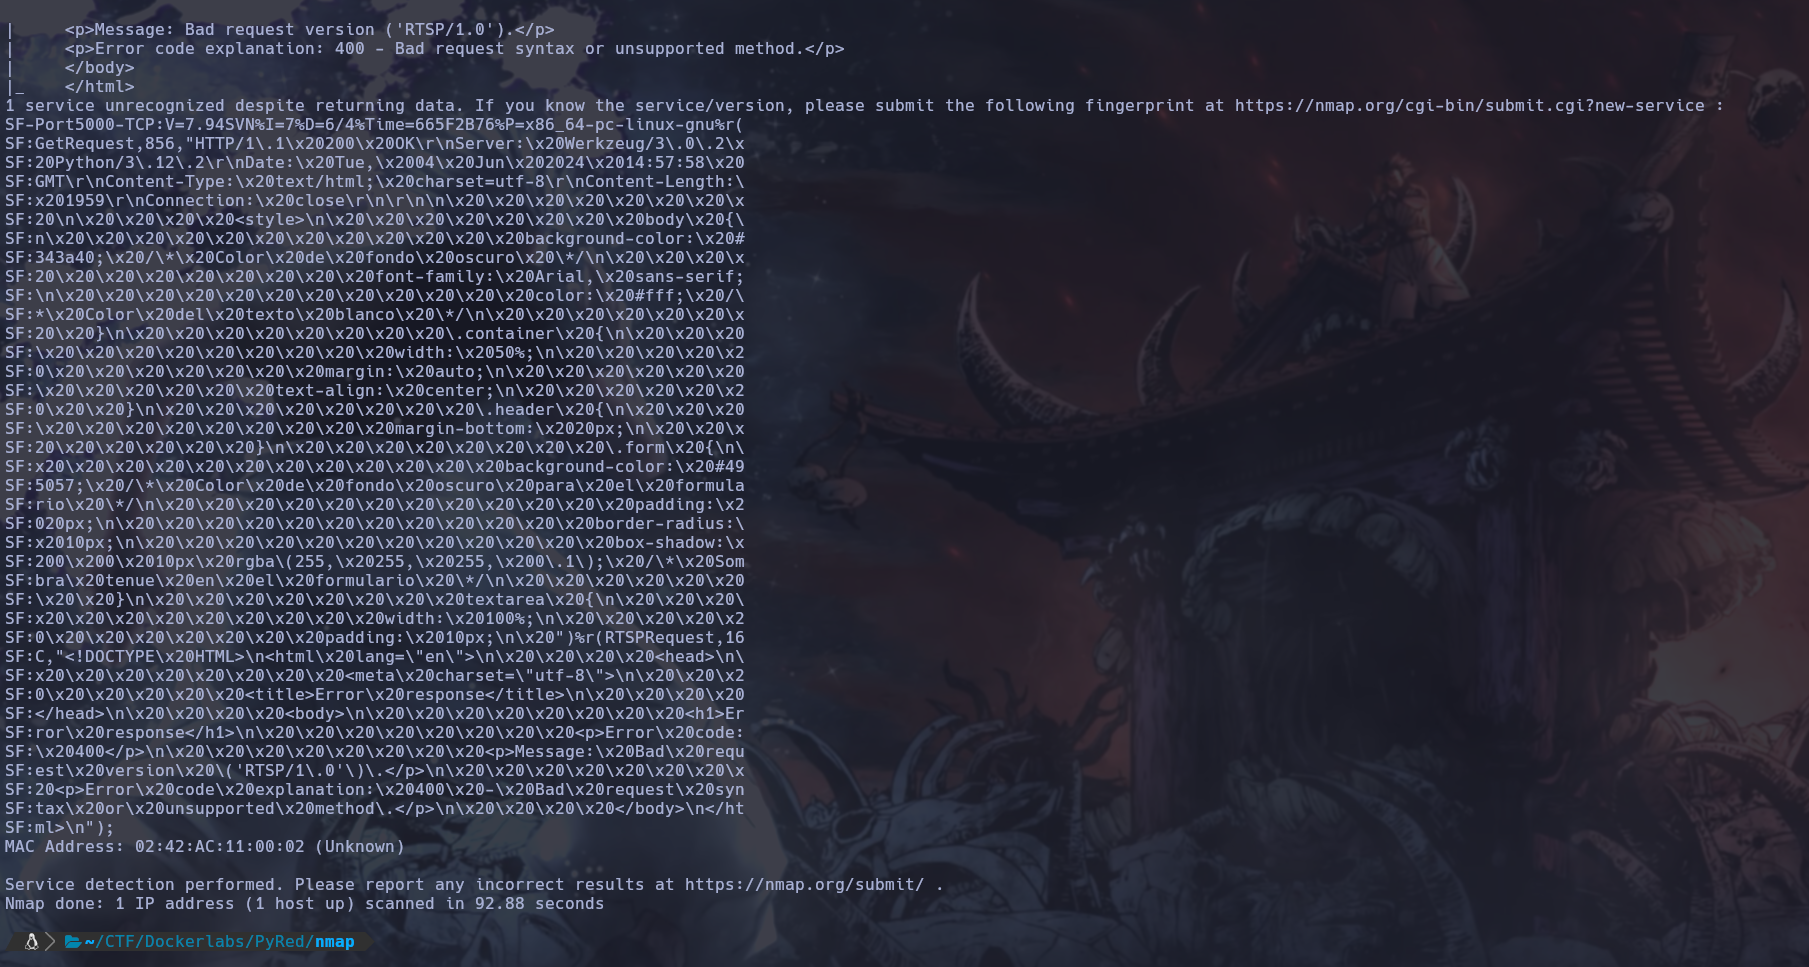 |     <p>Message: Bad request version ('RTSP/1.0').</p>
|     <p>Error code explanation: 400 - Bad request syntax or unsupported method.</p>
|     </body>
|_    </html>
1 service unrecognized despite returning data. If you know the service/version, please submit the following fingerprint at https://nmap.org/cgi-bin/submit.cgi?new-service :
SF-Port5000-TCP:V=7.94SVN%I=7%D=6/4%Time=665F2B76%P=x86_64-pc-linux-gnu%r(
SF:GetRequest,856,"HTTP/1\.1\x20200\x20OK\r\nServer:\x20Werkzeug/3\.0\.2\x
SF:20Python/3\.12\.2\r\nDate:\x20Tue,\x2004\x20Jun\x202024\x2014:57:58\x20
SF:GMT\r\nContent-Type:\x20text/html;\x20charset=utf-8\r\nContent-Length:\
SF:x201959\r\nConnection:\x20close\r\n\r\n\n\x20\x20\x20\x20\x20\x20\x20\x
SF:20\n\x20\x20\x20\x20<style>\n\x20\x20\x20\x20\x20\x20\x20\x20body\x20{\
SF:n\x20\x20\x20\x20\x20\x20\x20\x20\x20\x20\x20\x20background-color:\x20#
SF:343a40;\x20/\*\x20Color\x20de\x20fondo\x20oscuro\x20\*/\n\x20\x20\x20\x
SF:20\x20\x20\x20\x20\x20\x20\x20\x20font-family:\x20Arial,\x20sans-serif;
SF:\n\x20\x20\x20\x20\x20\x20\x20\x20\x20\x20\x20\x20color:\x20#fff;\x20/\
SF:*\x20Color\x20del\x20texto\x20blanco\x20\*/\n\x20\x20\x20\x20\x20\x20\x
SF:20\x20}\n\x20\x20\x20\x20\x20\x20\x20\x20\.container\x20{\n\x20\x20\x20
SF:\x20\x20\x20\x20\x20\x20\x20\x20\x20width:\x2050%;\n\x20\x20\x20\x20\x2
SF:0\x20\x20\x20\x20\x20\x20\x20margin:\x20auto;\n\x20\x20\x20\x20\x20\x20
SF:\x20\x20\x20\x20\x20\x20text-align:\x20center;\n\x20\x20\x20\x20\x20\x2
SF:0\x20\x20}\n\x20\x20\x20\x20\x20\x20\x20\x20\.header\x20{\n\x20\x20\x20
SF:\x20\x20\x20\x20\x20\x20\x20\x20\x20margin-bottom:\x2020px;\n\x20\x20\x
SF:20\x20\x20\x20\x20\x20}\n\x20\x20\x20\x20\x20\x20\x20\x20\.form\x20{\n\
SF:x20\x20\x20\x20\x20\x20\x20\x20\x20\x20\x20\x20background-color:\x20#49
SF:5057;\x20/\*\x20Color\x20de\x20fondo\x20oscuro\x20para\x20el\x20formula
SF:rio\x20\*/\n\x20\x20\x20\x20\x20\x20\x20\x20\x20\x20\x20\x20padding:\x2
SF:020px;\n\x20\x20\x20\x20\x20\x20\x20\x20\x20\x20\x20\x20border-radius:\
SF:x2010px;\n\x20\x20\x20\x20\x20\x20\x20\x20\x20\x20\x20\x20box-shadow:\x
SF:200\x200\x2010px\x20rgba\(255,\x20255,\x20255,\x200\.1\);\x20/\*\x20Som
SF:bra\x20tenue\x20en\x20el\x20formulario\x20\*/\n\x20\x20\x20\x20\x20\x20
SF:\x20\x20}\n\x20\x20\x20\x20\x20\x20\x20\x20textarea\x20{\n\x20\x20\x20\
SF:x20\x20\x20\x20\x20\x20\x20\x20\x20width:\x20100%;\n\x20\x20\x20\x20\x2
SF:0\x20\x20\x20\x20\x20\x20\x20padding:\x2010px;\n\x20")%r(RTSPRequest,16
SF:C,"<!DOCTYPE\x20HTML>\n<html\x20lang=\"en\">\n\x20\x20\x20\x20<head>\n\
SF:x20\x20\x20\x20\x20\x20\x20\x20<meta\x20charset=\"utf-8\">\n\x20\x20\x2
SF:0\x20\x20\x20\x20\x20<title>Error\x20response</title>\n\x20\x20\x20\x20
SF:</head>\n\x20\x20\x20\x20<body>\n\x20\x20\x20\x20\x20\x20\x20\x20<h1>Er
SF:ror\x20response</h1>\n\x20\x20\x20\x20\x20\x20\x20\x20<p>Error\x20code:
SF:\x20400</p>\n\x20\x20\x20\x20\x20\x20\x20\x20<p>Message:\x20Bad\x20requ
SF:est\x20version\x20\('RTSP/1\.0'\)\.</p>\n\x20\x20\x20\x20\x20\x20\x20\x
SF:20<p>Error\x20code\x20explanation:\x20400\x20-\x20Bad\x20request\x20syn
SF:tax\x20or\x20unsupported\x20method\.</p>\n\x20\x20\x20\x20</body>\n</ht
SF:ml>\n");
MAC Address: 02:42:AC:11:00:02 (Unknown)
Service detection performed. Please report any incorrect results at https://nmap.org/submit/ .
Nmap done: 1 IP address (1 host up) scanned in 92.88 seconds
~/CTF/Dockerlabs/PyRed/nmap